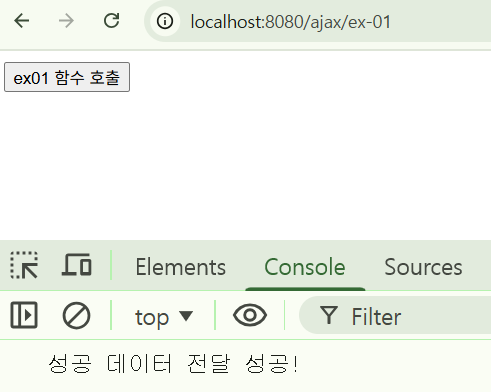 localhost:8080/ajax/ex-01
ex01 함수 호출
Elements Console Sources
top Filter
성공 데이터 전달 성공!